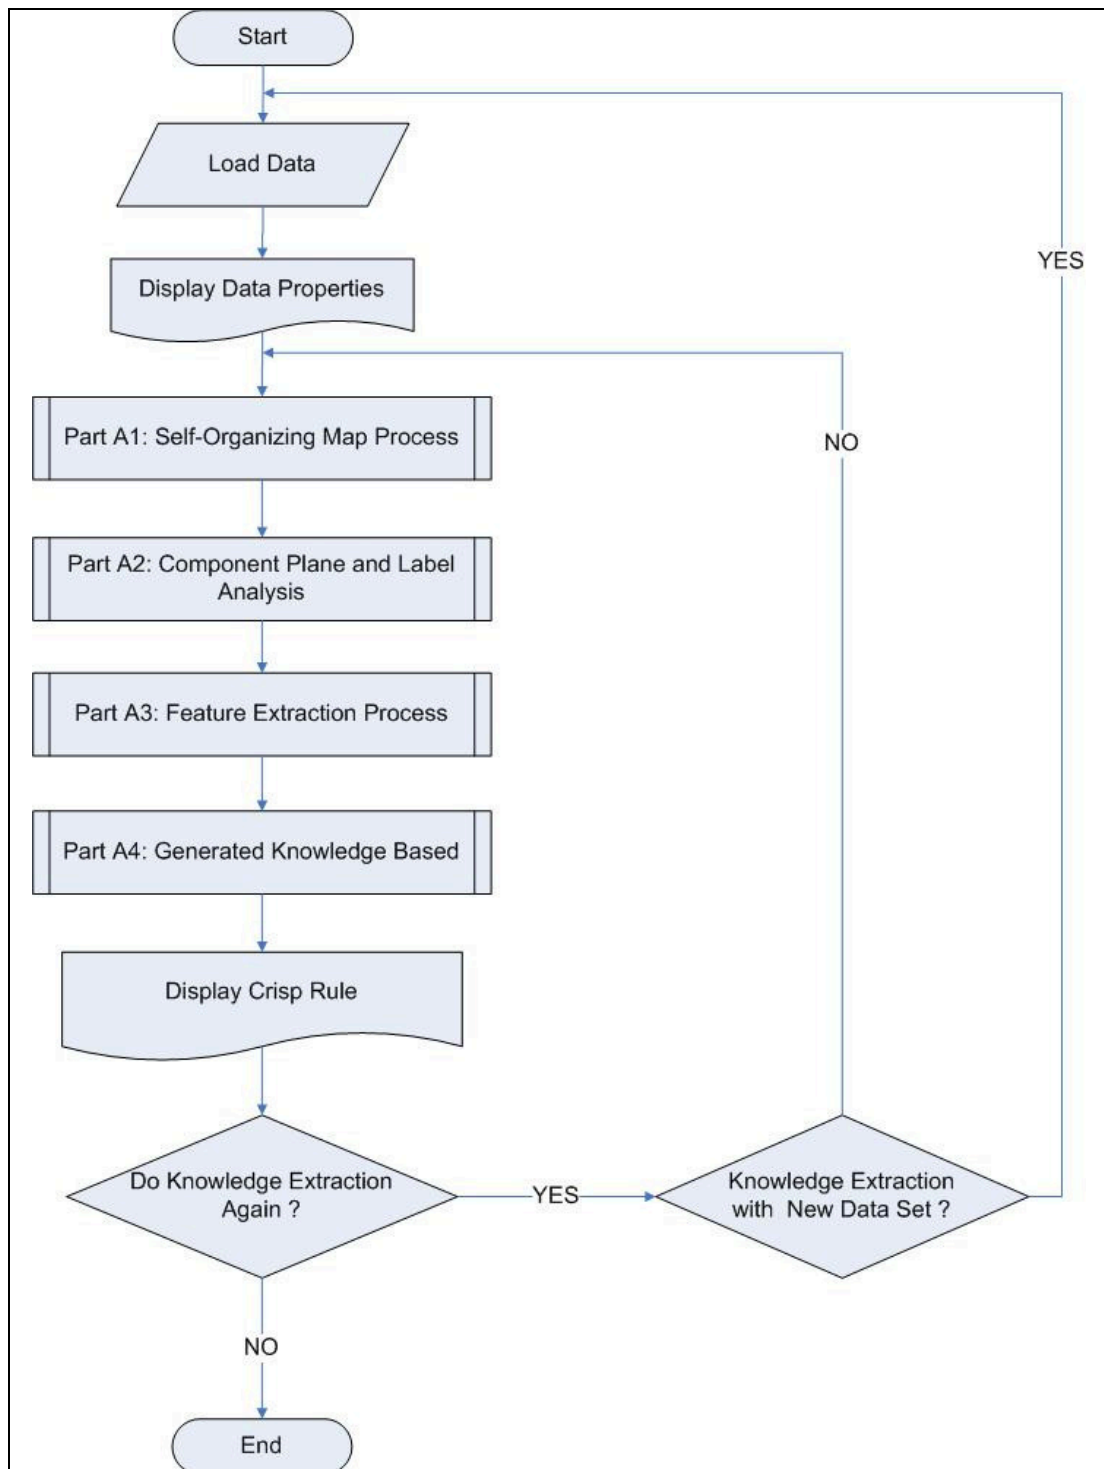 Start
Load Data
YES
Display Data Properties
NO
Part A1: Self-Organizing Map Process
Part A2: Component Plane and Label
Analysis
Part A3: Feature Extraction Process
Part A4: Generated Knowledge Based
Display Crisp Rule
Do Knowledge Extraction
Again ?
YES
Knowledge Extraction
with New Data Set ?
NO
End